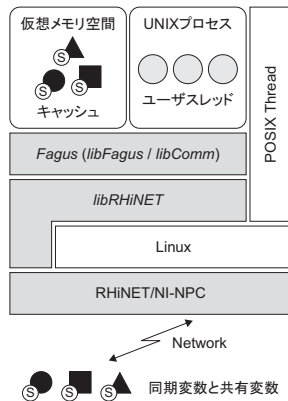 仮想メモリ空間
S
S
S
キャッシュ
UNIXプロセス
ユーザスレッド
POSIX Thread
Fagus (libFagus / libComm)
libRHiNET
Linux
RHiNET/NI-NPC
Network
S
S
S
同期変数と共有変数